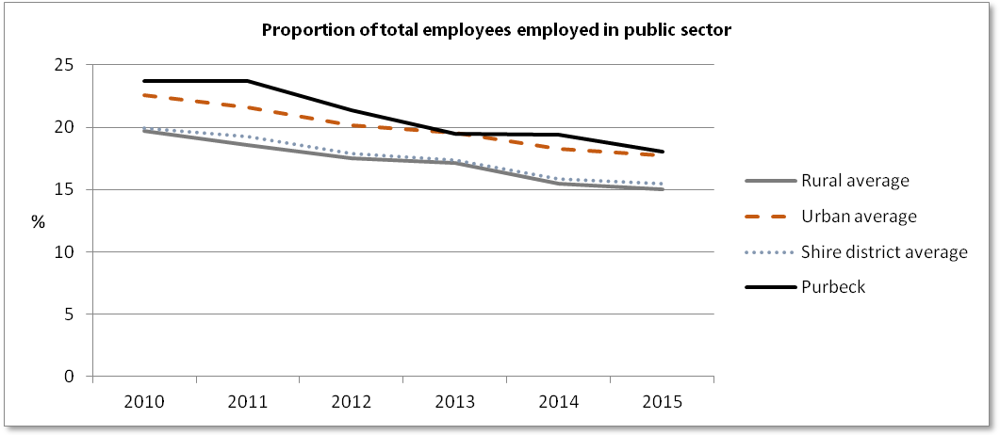 Proportion of total employees employed in public sector
25
20
15
10
5
0
%
2010 2011 2012 2013 2014 2015
Rural average
Urban average
Shire district average
Purbeck